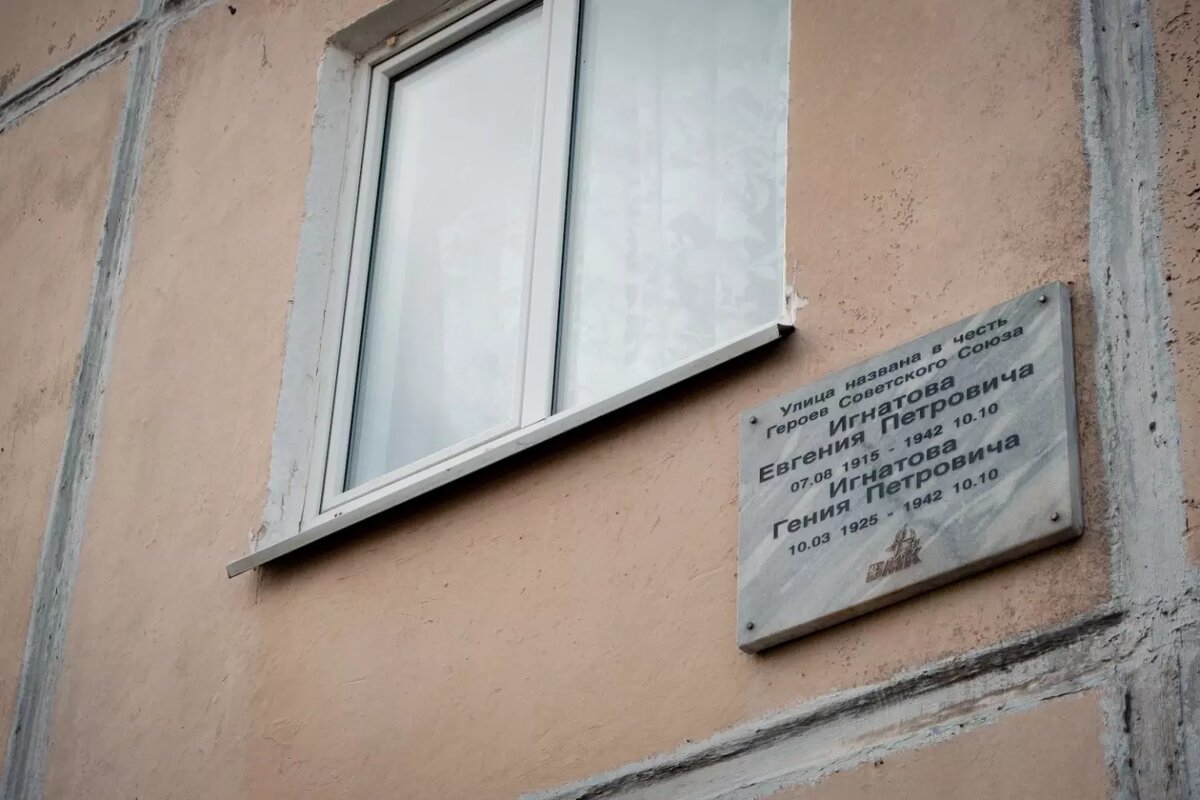 Улица названа в честь
Героев Советского Союза
Игнатова
Евгения Петровича
07.08 1915 - 1942 10.10
Игнатова
Гения Петровича
10.03 1925 - 1942 10.10
ЗМК